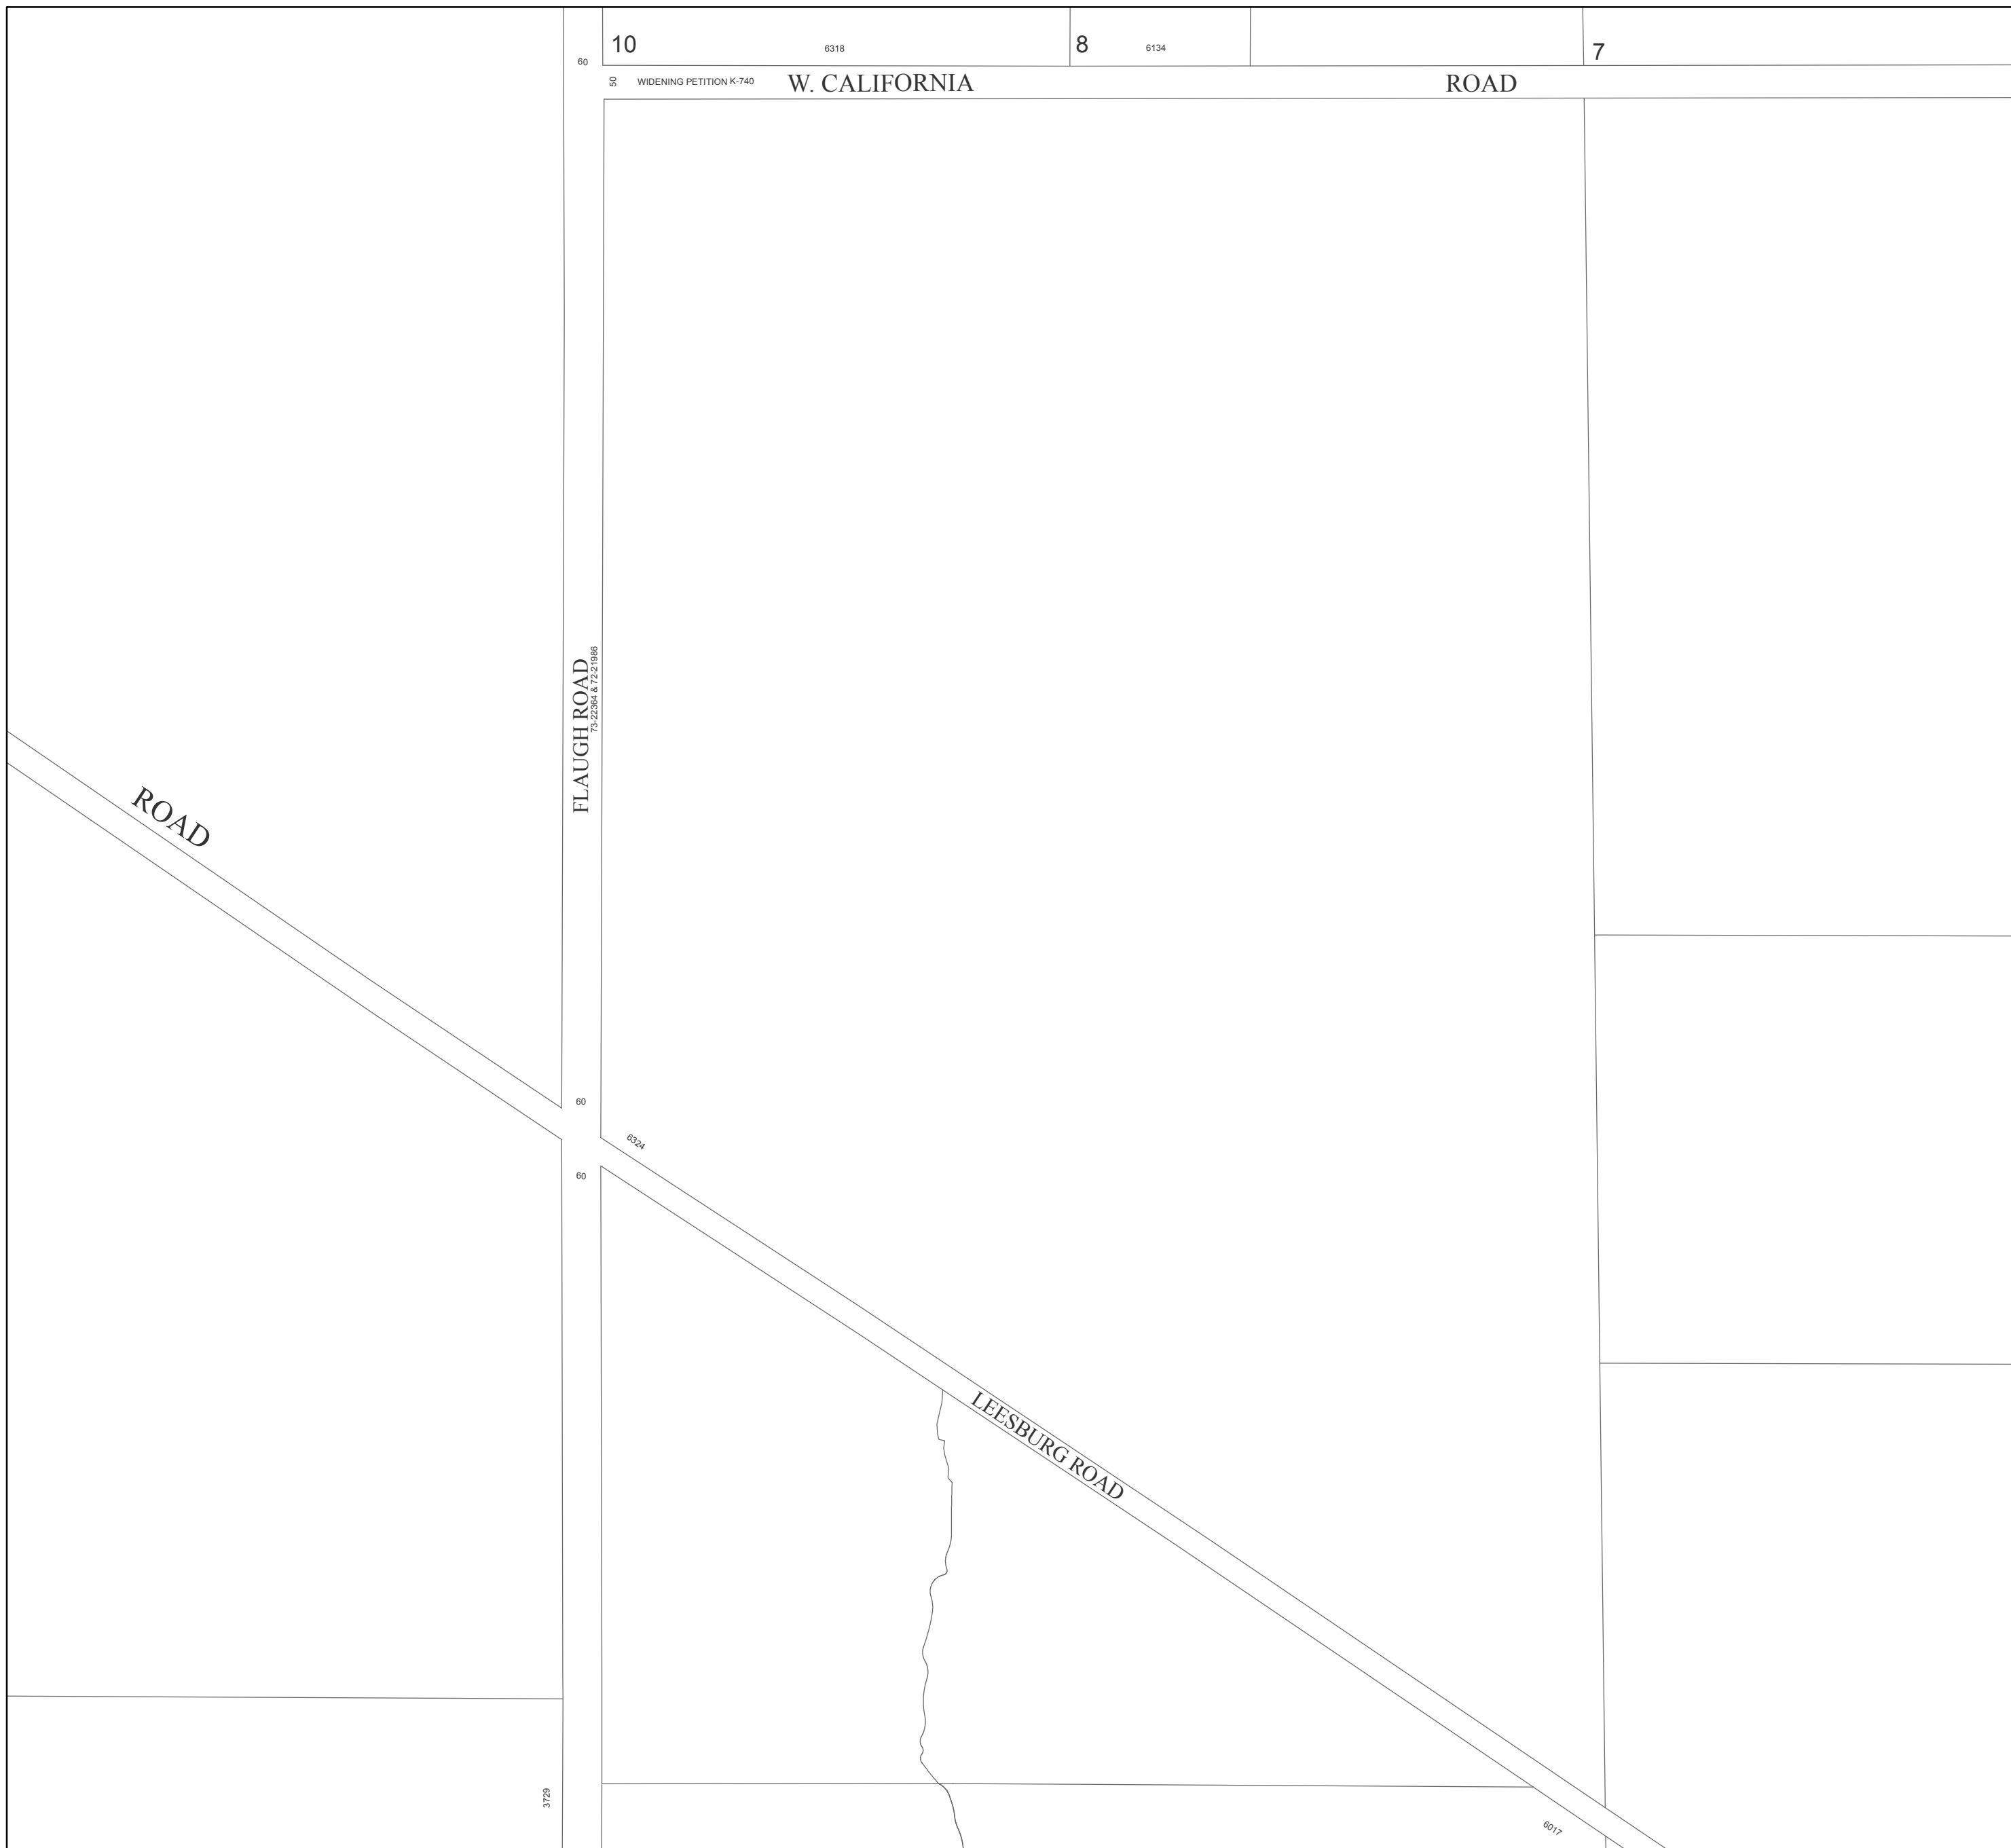 10
6318
8
6134
7
60
50
WIDENING PETITION K-740
W. CALIFORNIA
ROAD
FLAUGH ROAD
73-22364 & 72-21986
ROAD
60
6324
60
LEESBURG ROAD
3729
6017